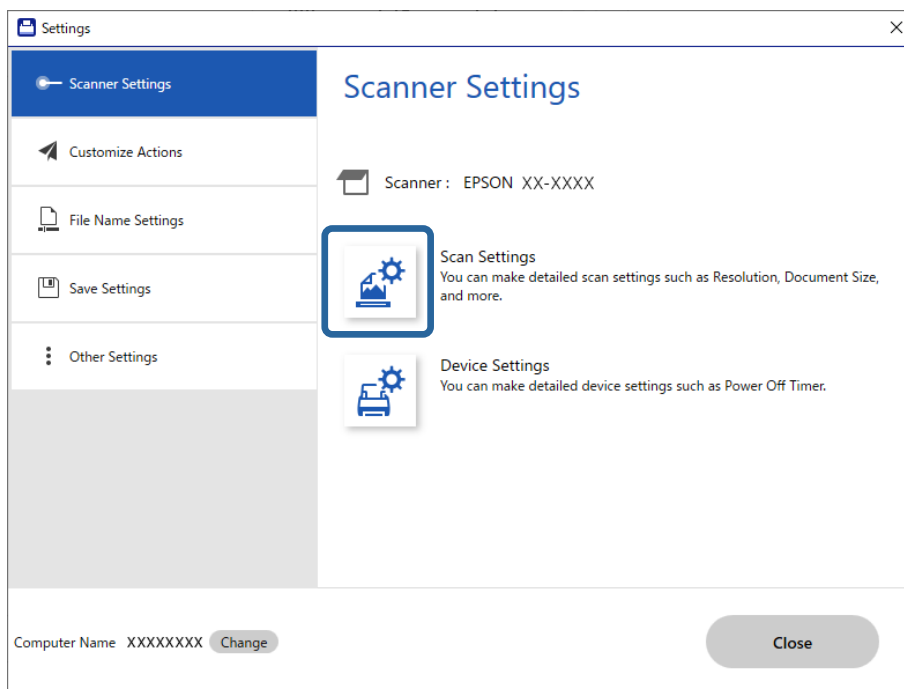 Settings
Scanner Settings
Customize Actions
File Name Settings
Save Settings
Other Settings
Scanner Settings
Scanner : EPSON XX-XXXX
Scan Settings
You can make detailed scan settings such as Resolution, Document Size,
and more.
Device Settings
You can make detailed device settings such as Power Off Timer.
Computer Name XXXXXXXX Change
Close